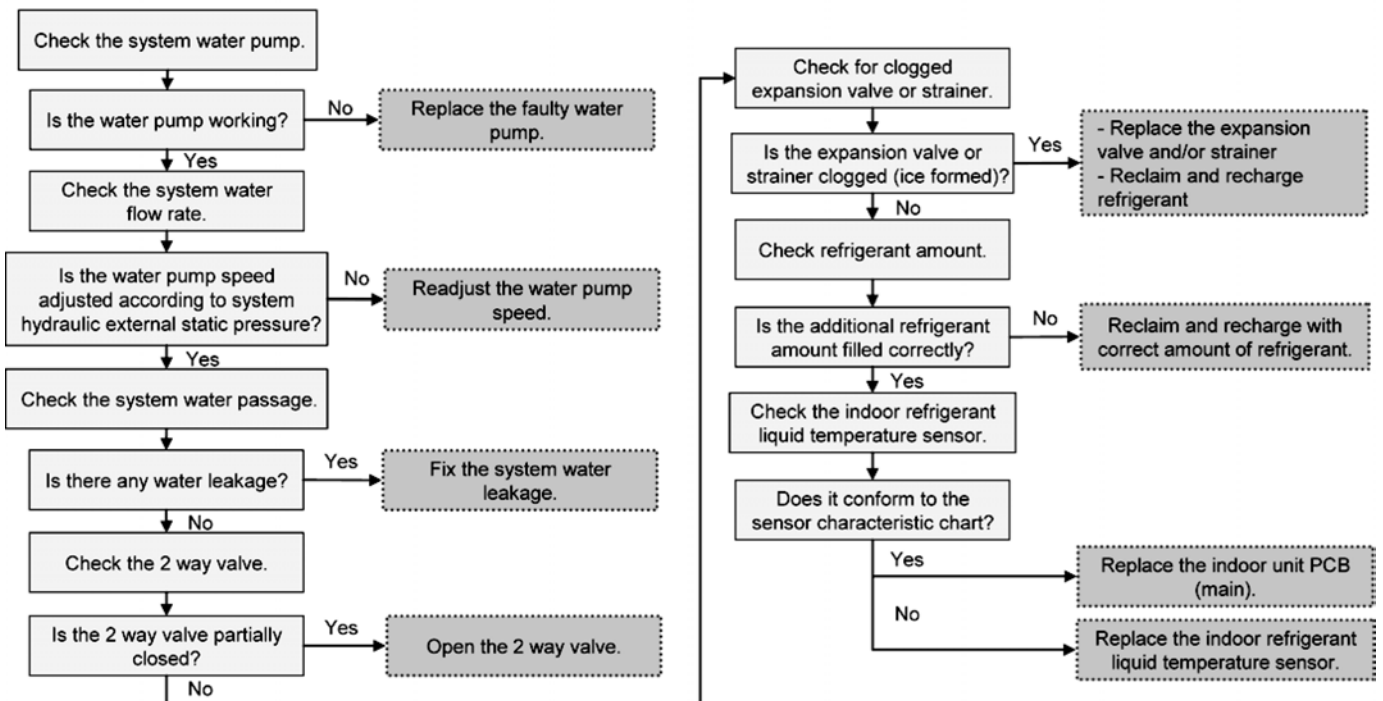 Check the system water pump.
Is the water pump working?
No
Replace the faulty water
pump.
Yes
Check the system water
flow rate.
Is the water pump speed
adjusted according to system
hydraulic external static pressure?
No
Readjust the water pump
speed.
Yes
Check the system water passage.
Is there any water leakage?
Yes
Fix the system water
leakage.
No
Check the 2 way valve.
Is the 2 way valve partially
closed?
Yes
Open the 2 way valve.
No
Check for clogged
expansion valve or strainer.
Is the expansion valve or
strainer clogged (ice formed)?
Yes
- Replace the expansion
valve and/or strainer
- Reclaim and recharge
refrigerant
No
Check refrigerant amount.
Is the additional refrigerant
amount filled correctly?
No
Reclaim and recharge with
correct amount of refrigerant.
Yes
Check the indoor refrigerant
liquid temperature sensor.
Does it conform to the
sensor characteristic chart?
Yes
Replace the indoor unit PCB
(main).
No
Replace the indoor refrigerant
liquid temperature sensor.